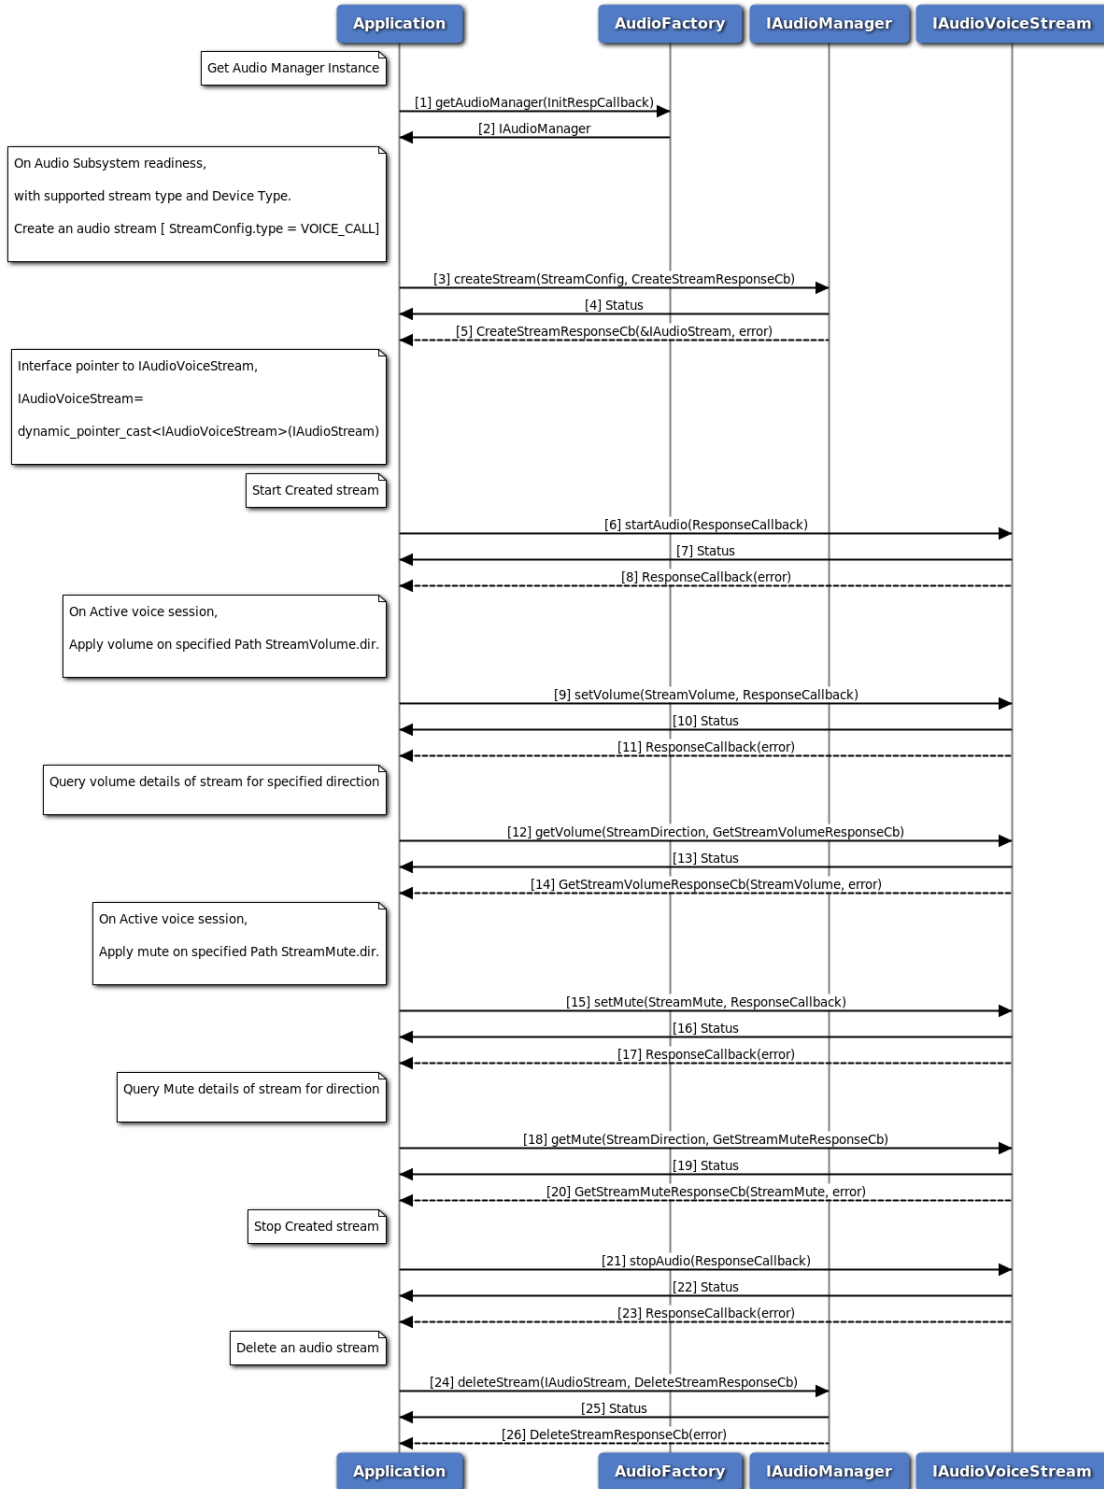 Application
AudioFactory
IAudioManager
IAudioVoiceStream
Get Audio Manager Instance
[1] getAudioManager(InitRespCallback)
[2] IAudioManager
On Audio Subsystem readiness,
with supported stream type and Device Type.
Create an audio stream [ StreamConfig.type = VOICE_CALL]
[3] createStream(StreamConfig, CreateStreamResponseCb)
[4] Status
[5] CreateStreamResponseCb(&IAudioStream, error)
Interface pointer to IAudioVoiceStream,
IAudioVoiceStream=
dynamic_pointer_cast<IAudioVoiceStream>(IAudioStream)
Start Created stream
[6] startAudio(ResponseCallback)
[7] Status
[8] ResponseCallback(error)
On Active voice session,
Apply volume on specified Path StreamVolume.dir.
[9] setVolume(StreamVolume, ResponseCallback)
[10] Status
[11] ResponseCallback(error)
Query volume details of stream for specified direction
[12] getVolume(StreamDirection, GetStreamVolumeResponseCb)
[13] Status
[14] GetStreamVolumeResponseCb(StreamVolume, error)
On Active voice session,
Apply mute on specified Path StreamMute.dir.
[15] setMute(StreamMute, ResponseCallback)
[16] Status
[17] ResponseCallback(error)
Query Mute details of stream for direction
[18] getMute(StreamDirection, GetStreamMuteResponseCb)
[19] Status
[20] GetStreamMuteResponseCb(StreamMute, error)
Stop Created stream
[21] stopAudio(ResponseCallback)
[22] Status
[23] ResponseCallback(error)
Delete an audio stream
[24] deleteStream(IAudioStream, DeleteStreamResponseCb)
[25] Status
[26] DeleteStreamResponseCb(error)
Application
AudioFactory
IAudioManager
IAudioVoiceStream